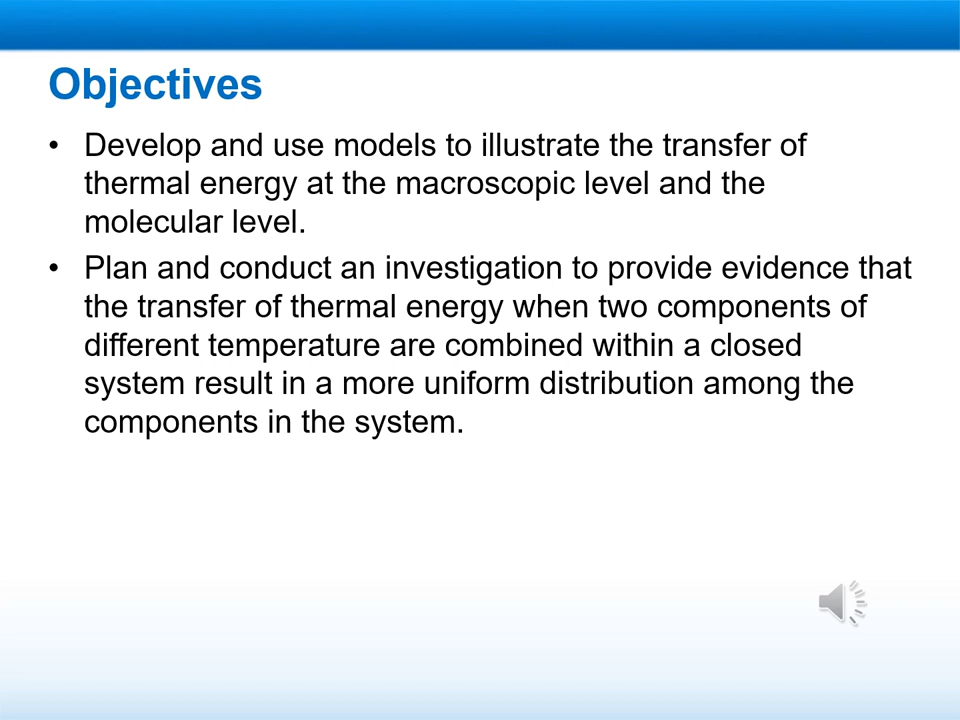 Objectives
• Develop and use models to illustrate the transfer of
thermal energy at the macroscopic level and the
molecular level.
• Plan and conduct an investigation to provide evidence that
the transfer of thermal energy when two components of
different temperature are combined within a closed
system result in a more uniform distribution among the
components in the system.